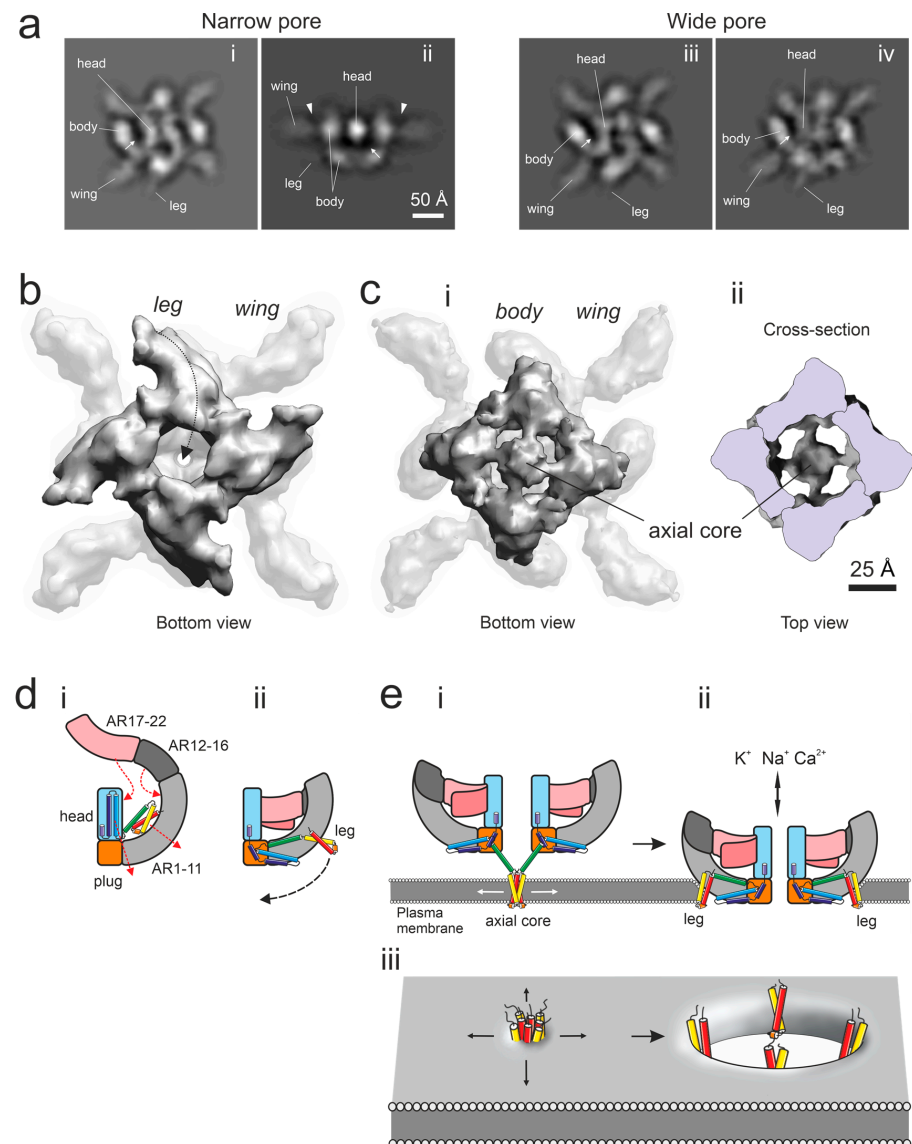 a
Narrow pore
Wide pore
i
head
body
wing
leg
ii
wing
head
leg
body
50 Å
iii
head
body
wing
leg
iv
head
body
wing
leg
b
leg
wing
Bottom view
c
i
body
wing
axial core
Bottom view
ii
Cross-section
25 Å
Top view
d
i
AR17-22
AR12-16
head
plug
AR1-11
ii
leg
e
i
Plasma
membrane
axial core
ii
K⁺ Na⁺ Ca²⁺
leg
leg
iii